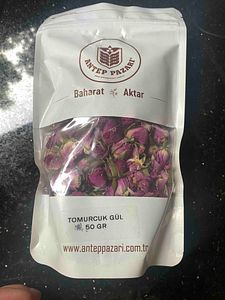 ANTEP PAZARI
Baharat Aktar
TOMURCUK GÜL
50 GR
www.anteppazari.com.tr